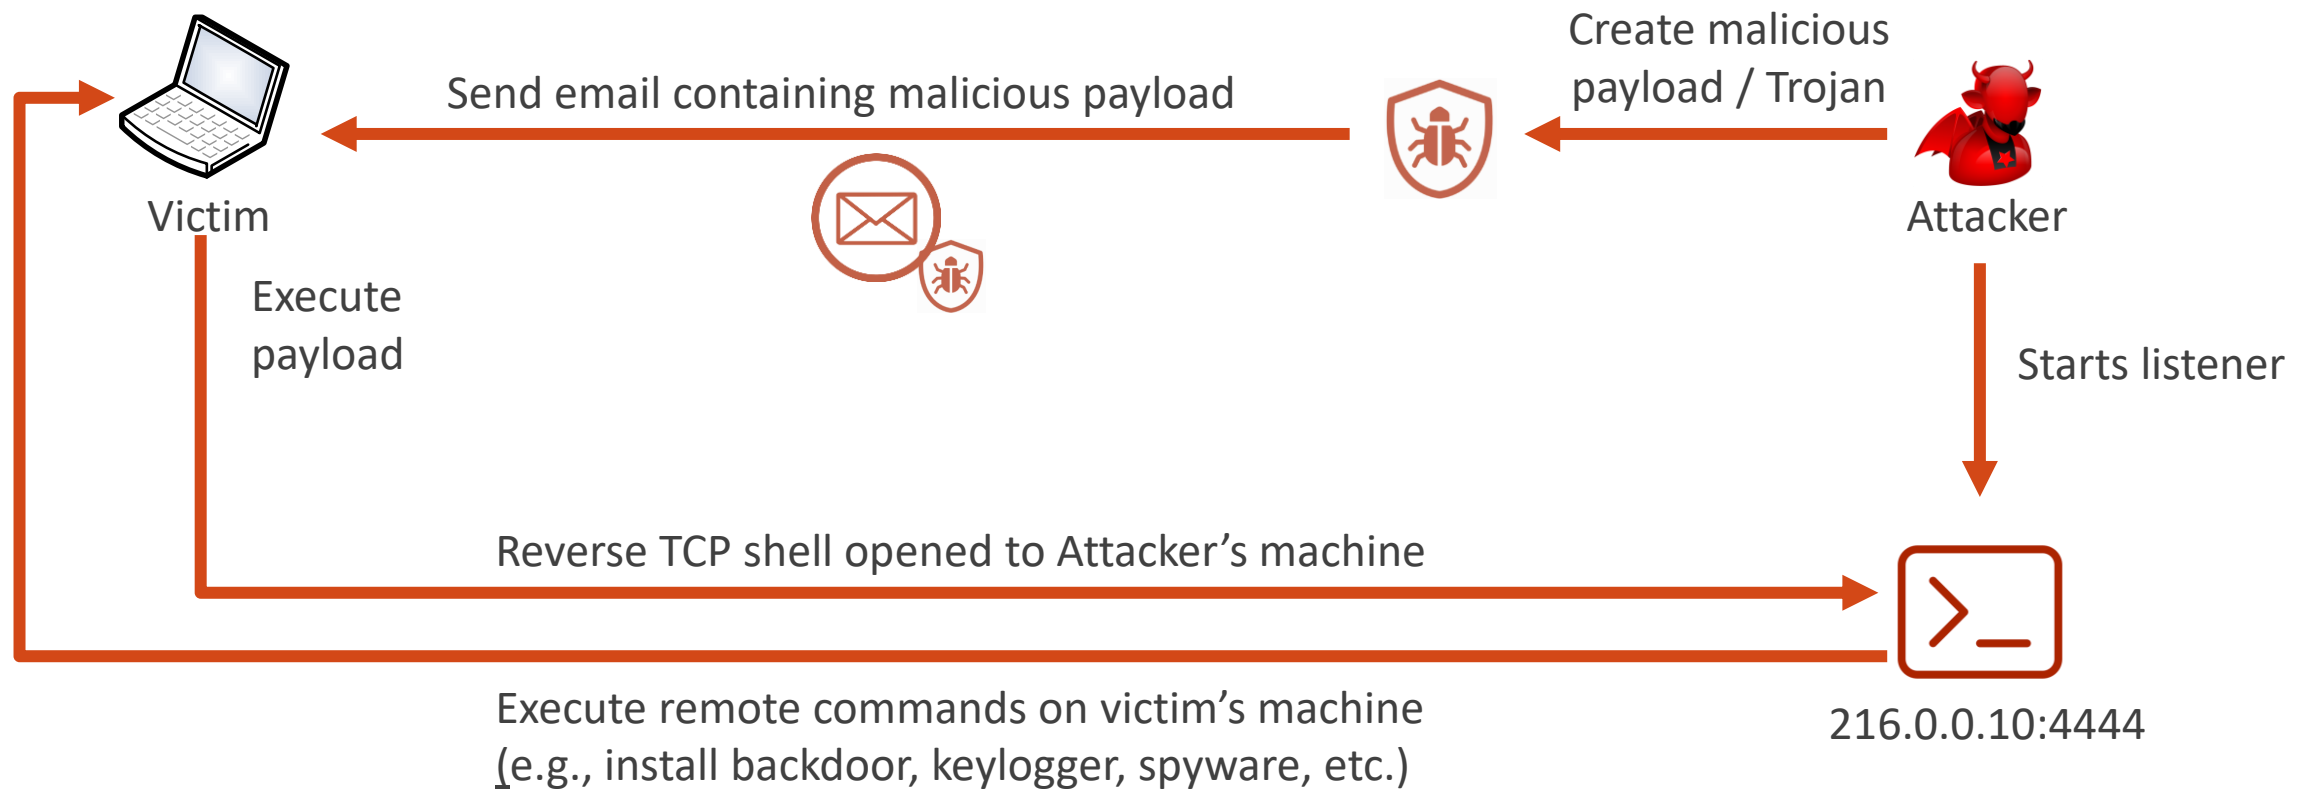 Create malicious
payload / Trojan
Send email containing malicious payload
Victim
Attacker
Execute
payload
Starts listener
Reverse TCP shell opened to Attacker’s machine
Execute remote commands on victim’s machine
(e.g., install backdoor, keylogger, spyware, etc.)
216.0.0.10:4444